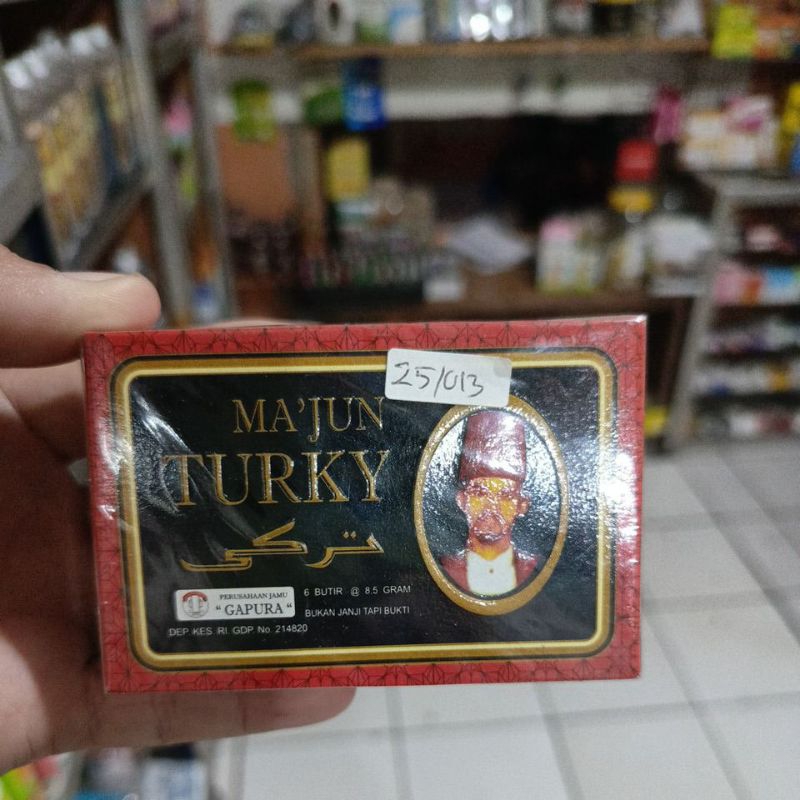 25/013
MA'JUN
TURKY
تركي
PERUSAHAAN JAMU
" GAPURA "
6 BUTIR @ 8.5 GRAM
BUKAN JANJI TAPI BUKTI
DEP KES RI GDP No. 214820